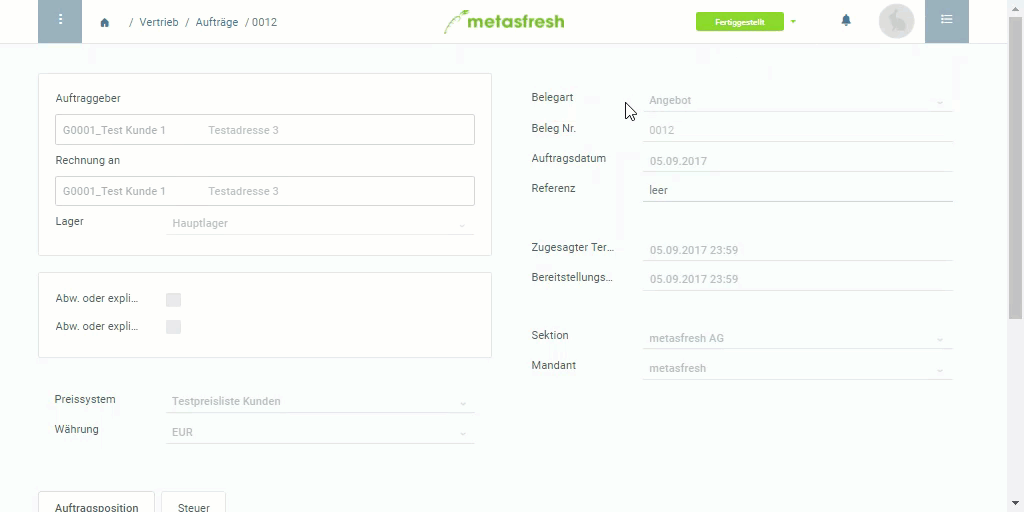 / Vertrieb / Aufträge / 0012
metasfresh
Fertiggestellt
Auftraggeber
G0001_Test Kunde 1 Testadresse 3
Rechnung an
G0001_Test Kunde 1 Testadresse 3
Lager Hauptlager
Abw. oder expli...
Abw. oder expli...
Preissystem Testpreisliste Kunden
Währung EUR
Belegart Angebot
Beleg Nr. 0012
Auftragsdatum 05.09.2017
Referenz leer
Zugesagter Ter... 05.09.2017 23:59
Bereitstellungs... 05.09.2017 23:59
Sektion metasfresh AG
Mandant metasfresh
Auftragsposition Steuer